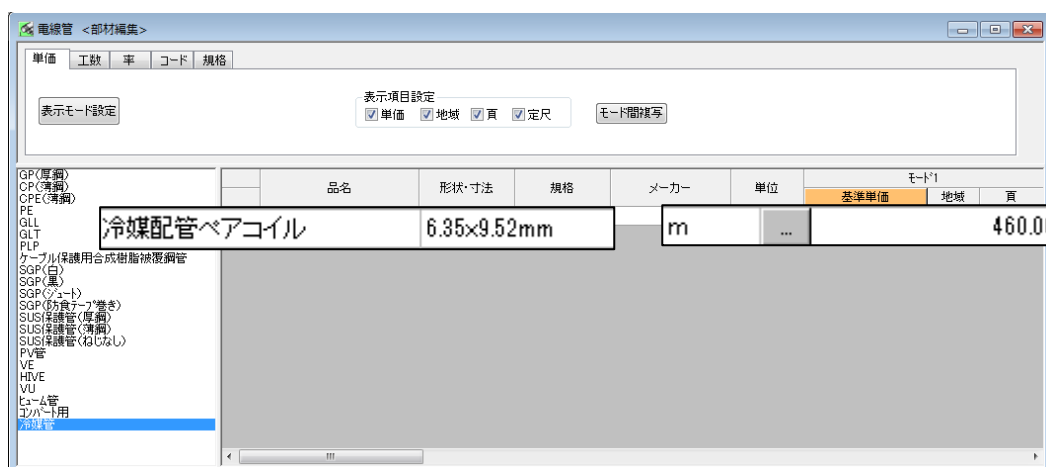 電線管 <部材編集>
単価 工数 率 コード 規格
表示モード設定
表示項目設定
単価 地域 頁 定尺
モード間複写
GP(厚鋼)
CP(薄鋼)
CPE(薄鋼)
PE
GLL
GLT
PLP
ケーブル保護用合成樹脂被覆鋼管
SGP(白)
SGP(黒)
SGP(ジュート)
SGP(防食テープ巻き)
SUS保護管(厚鋼)
SUS保護管(薄鋼)
SUS保護管(ねじなし)
PV管
VE
HIVE
VU
ヒューム管
コンパート用
冷媒管
品名 形状・寸法 規格 メーカー 単位 モード1
基準単価 地域 頁
冷媒配管ペアコイル 6.35×9.52mm m ... 460.0